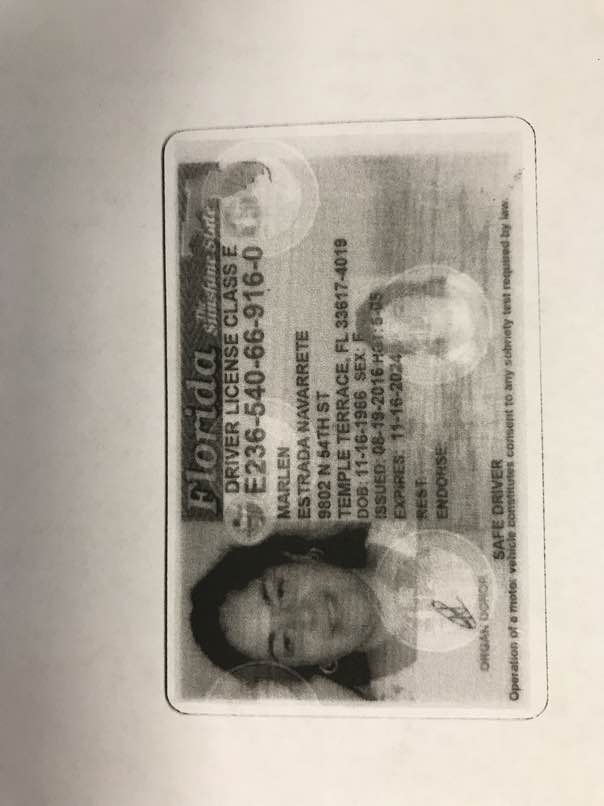 Florida
Sunshine State
DRIVER LICENSE CLASS E
E236-540-66-916-0
MARLEN
ESTRADA NAVARRETE
9802 N 54TH ST
TEMPLE TERRACE, FL 33617-4019
DOB: 11-16-1966 SEX: F
ISSUED: 08-19-2016 HGT: 5-05
EXPIRES: 11-16-2024
REST:
ENDORSE:
SAFE DRIVER
ORGAN DONOR
Operation of a motor vehicle constitutes consent to any sobriety test required by law.